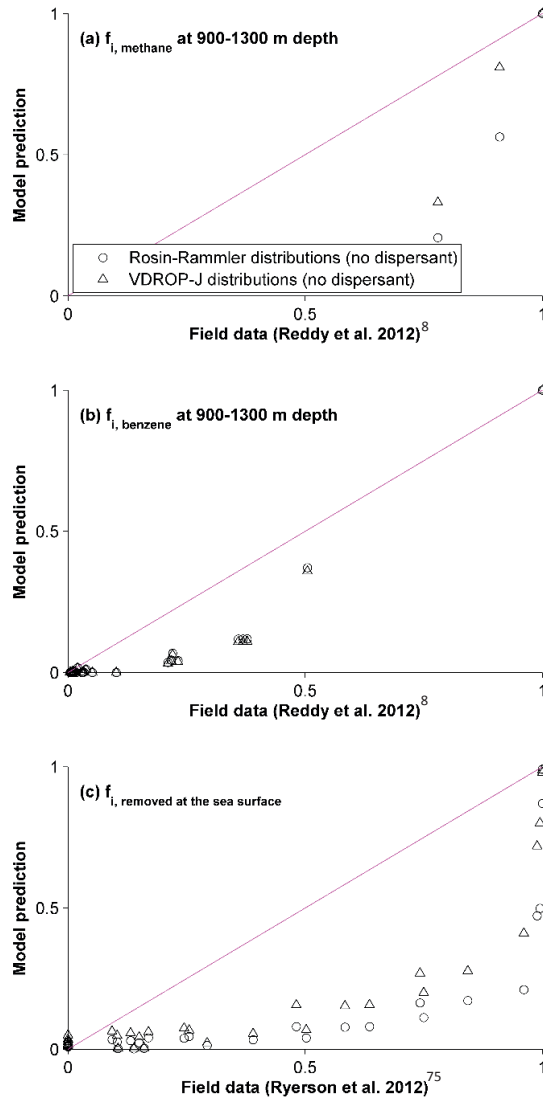 1
(a) f i, methane at 900-1300 m depth
Model prediction
0.5
Rosin-Rammler distributions (no dispersant)
VDROP-J distributions (no dispersant)
0
0 0.5 1
Field data (Reddy et al. 2012)8
1
(b) f i, benzene at 900-1300 m depth
Model prediction
0.5
0
0 0.5 1
Field data (Reddy et al. 2012)8
1
(c) f i, removed at the sea surface
Model prediction
0.5
0
0 0.5 1
Field data (Ryerson et al. 2012)75